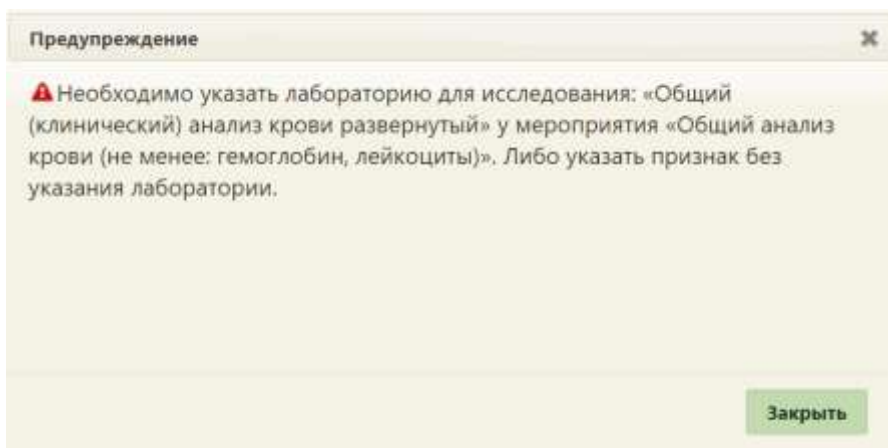 Предупреждение
Необходимо указать лабораторию для исследования: «Общий
(клинический) анализ крови развернутый» у мероприятия «Общий анализ
крови (не менее: гемоглобин, лейкоциты)». Либо указать признак без
указания лаборатории.
Закрыть